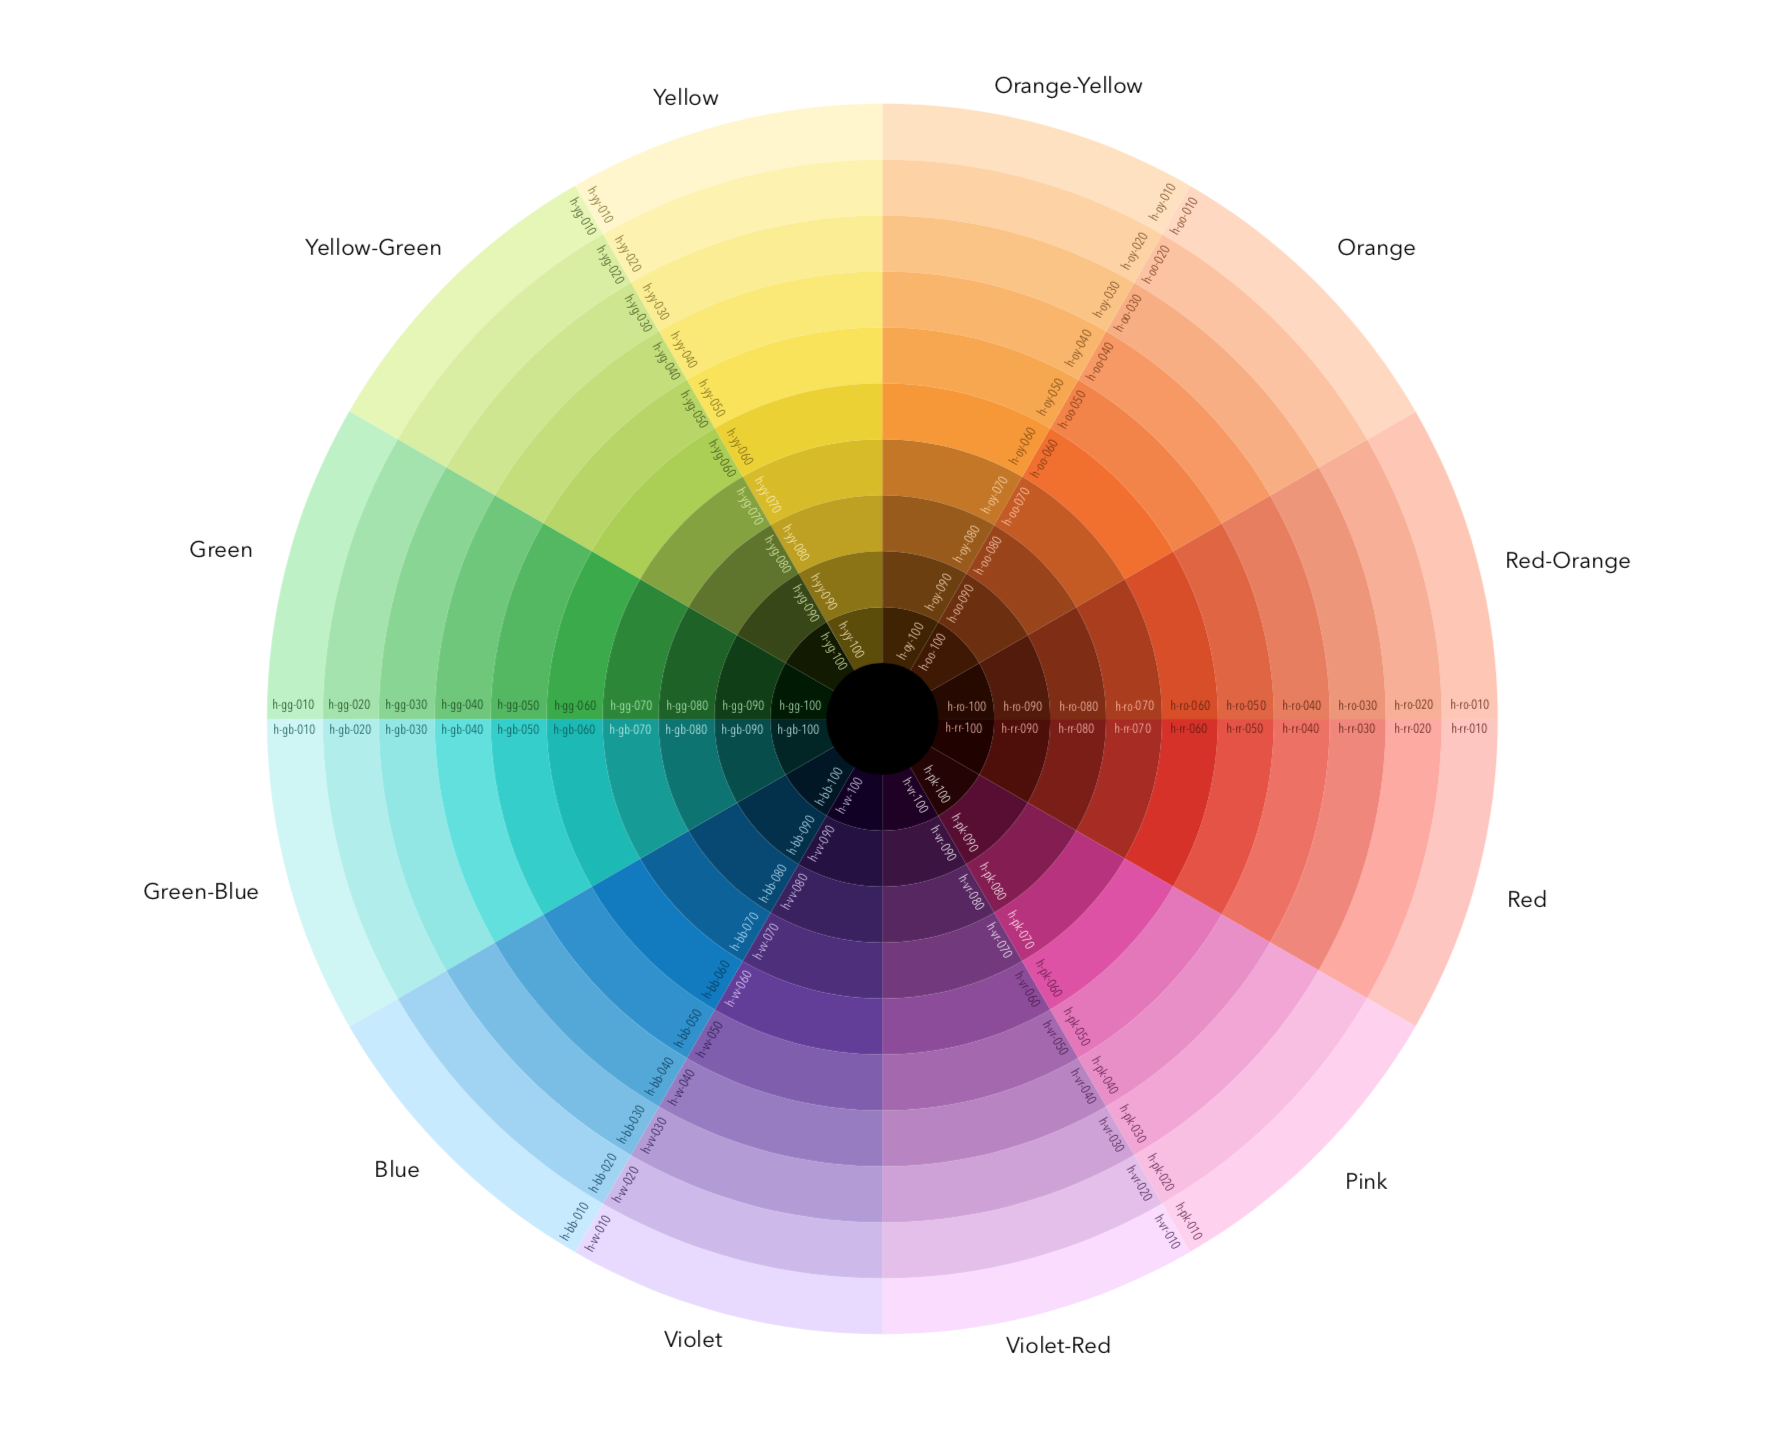 Orange-Yellow
Yellow
Orange
Yellow-Green
Green
Red-Orange
Green-Blue
Red
Blue
Pink
Violet
Violet-Red
h-yy-010
h-yy-020
h-yy-030
h-yy-040
h-yy-050
h-yy-060
h-yy-070
h-yy-080
h-yy-090
h-yy-100
h-yg-010
h-yg-020
h-yg-030
h-yg-040
h-yg-050
h-yg-060
h-yg-070
h-yg-080
h-yg-090
h-yg-100
h-oy-010
h-oy-020
h-oy-030
h-oy-040
h-oy-050
h-oy-060
h-oy-070
h-oy-080
h-oy-090
h-oy-100
h-oo-010
h-oo-020
h-oo-030
h-oo-040
h-oo-050
h-oo-060
h-oo-070
h-oo-080
h-oo-090
h-oo-100
h-gg-010 h-gg-020 h-gg-030 h-gg-040 h-gg-050 h-gg-060 h-gg-070 h-gg-080 h-gg-090 h-gg-100
h-ro-100 h-ro-090 h-ro-080 h-ro-070 h-ro-060 h-ro-050 h-ro-040 h-ro-030 h-ro-020 h-ro-010
h-gb-010 h-gb-020 h-gb-030 h-gb-040 h-gb-050 h-gb-060 h-gb-070 h-gb-080 h-gb-090 h-gb-100
h-rr-100 h-rr-090 h-rr-080 h-rr-070 h-rr-060 h-rr-050 h-rr-040 h-rr-030 h-rr-020 h-rr-010
h-bb-100
h-bb-090
h-bb-080
h-bb-070
h-bb-060
h-bb-050
h-bb-040
h-bb-030
h-bb-020
h-bb-010
h-vv-100
h-vv-090
h-vv-080
h-vv-070
h-vv-060
h-vv-050
h-vv-040
h-vv-030
h-vv-020
h-vv-010
h-vr-100
h-vr-090
h-vr-080
h-vr-070
h-vr-060
h-vr-050
h-vr-040
h-vr-030
h-vr-020
h-vr-010
h-pk-100
h-pk-090
h-pk-080
h-pk-070
h-pk-060
h-pk-050
h-pk-040
h-pk-030
h-pk-020
h-pk-010